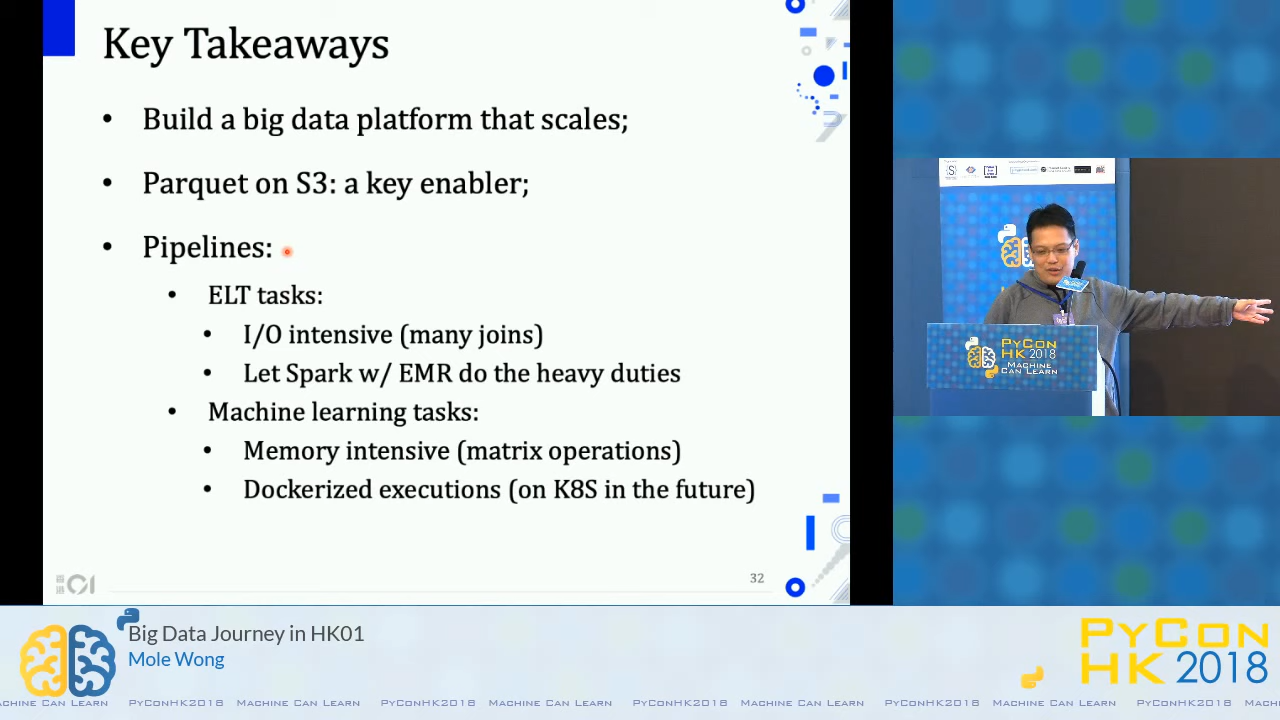 Key Takeaways
• Build a big data platform that scales;
• Parquet on S3: a key enabler;
• Pipelines:
• ELT tasks:
• I/O intensive (many joins)
• Let Spark w/ EMR do the heavy duties
• Machine learning tasks:
• Memory intensive (matrix operations)
• Dockerized executions (on K8S in the future)
32
01
PyCon
HK 2018
Machine
Can Learn
Big Data Journey in HK01
Mole Wong
PyCon
HK 2018
achine Can Learn PyConHK2018 Machine Can Learn PyConHK2018 Machine Can Learn PyConHK2018 Machine Can Learn PyConHK2018 Machine Can Learn PyConHK2018 Mach